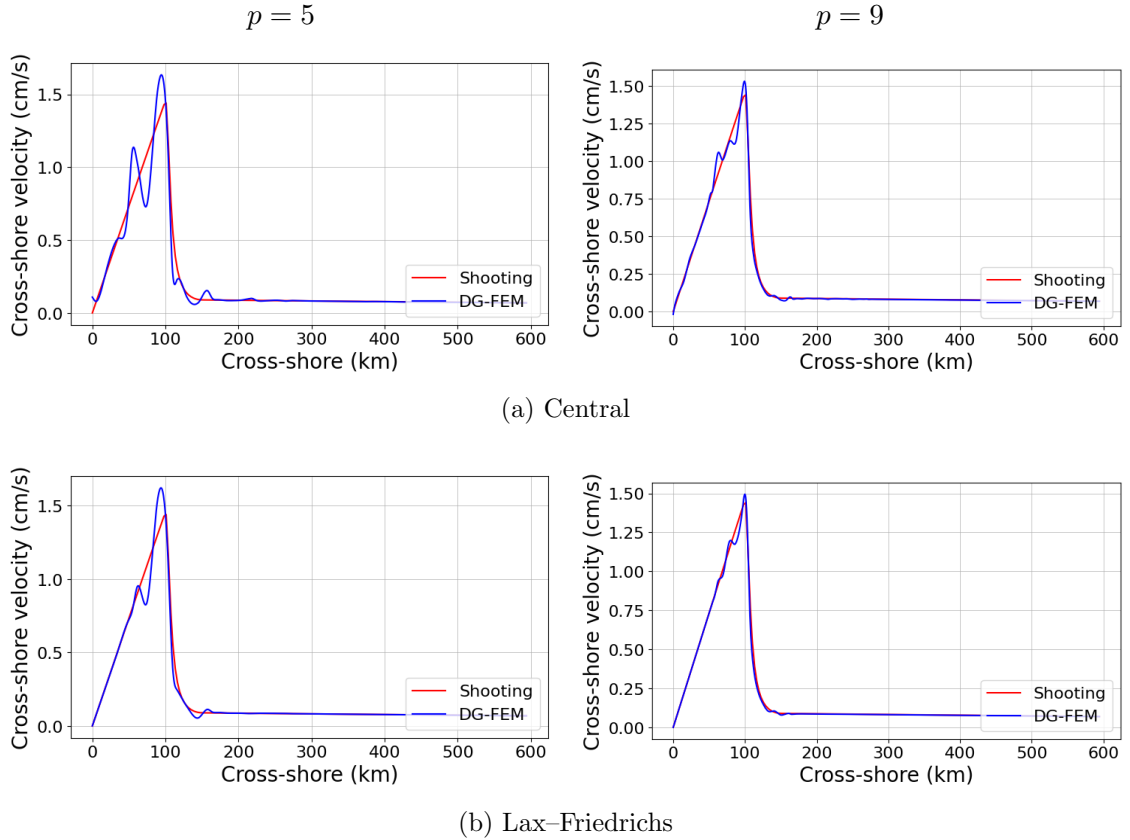 p = 5
p = 9
Cross-shore velocity (cm/s)
1.5
1.0
0.5
0.0
Shooting
DG-FEM
0 100 200 300 400 500 600
Cross-shore (km)
Cross-shore velocity (cm/s)
1.50
1.25
1.00
0.75
0.50
0.25
0.00
Shooting
DG-FEM
0 100 200 300 400 500 600
Cross-shore (km)
(a) Central
Cross-shore velocity (cm/s)
1.5
1.0
0.5
0.0
Shooting
DG-FEM
0 100 200 300 400 500 600
Cross-shore (km)
Cross-shore velocity (cm/s)
1.50
1.25
1.00
0.75
0.50
0.25
0.00
Shooting
DG-FEM
0 100 200 300 400 500 600
Cross-shore (km)
(b) Lax–Friedrichs